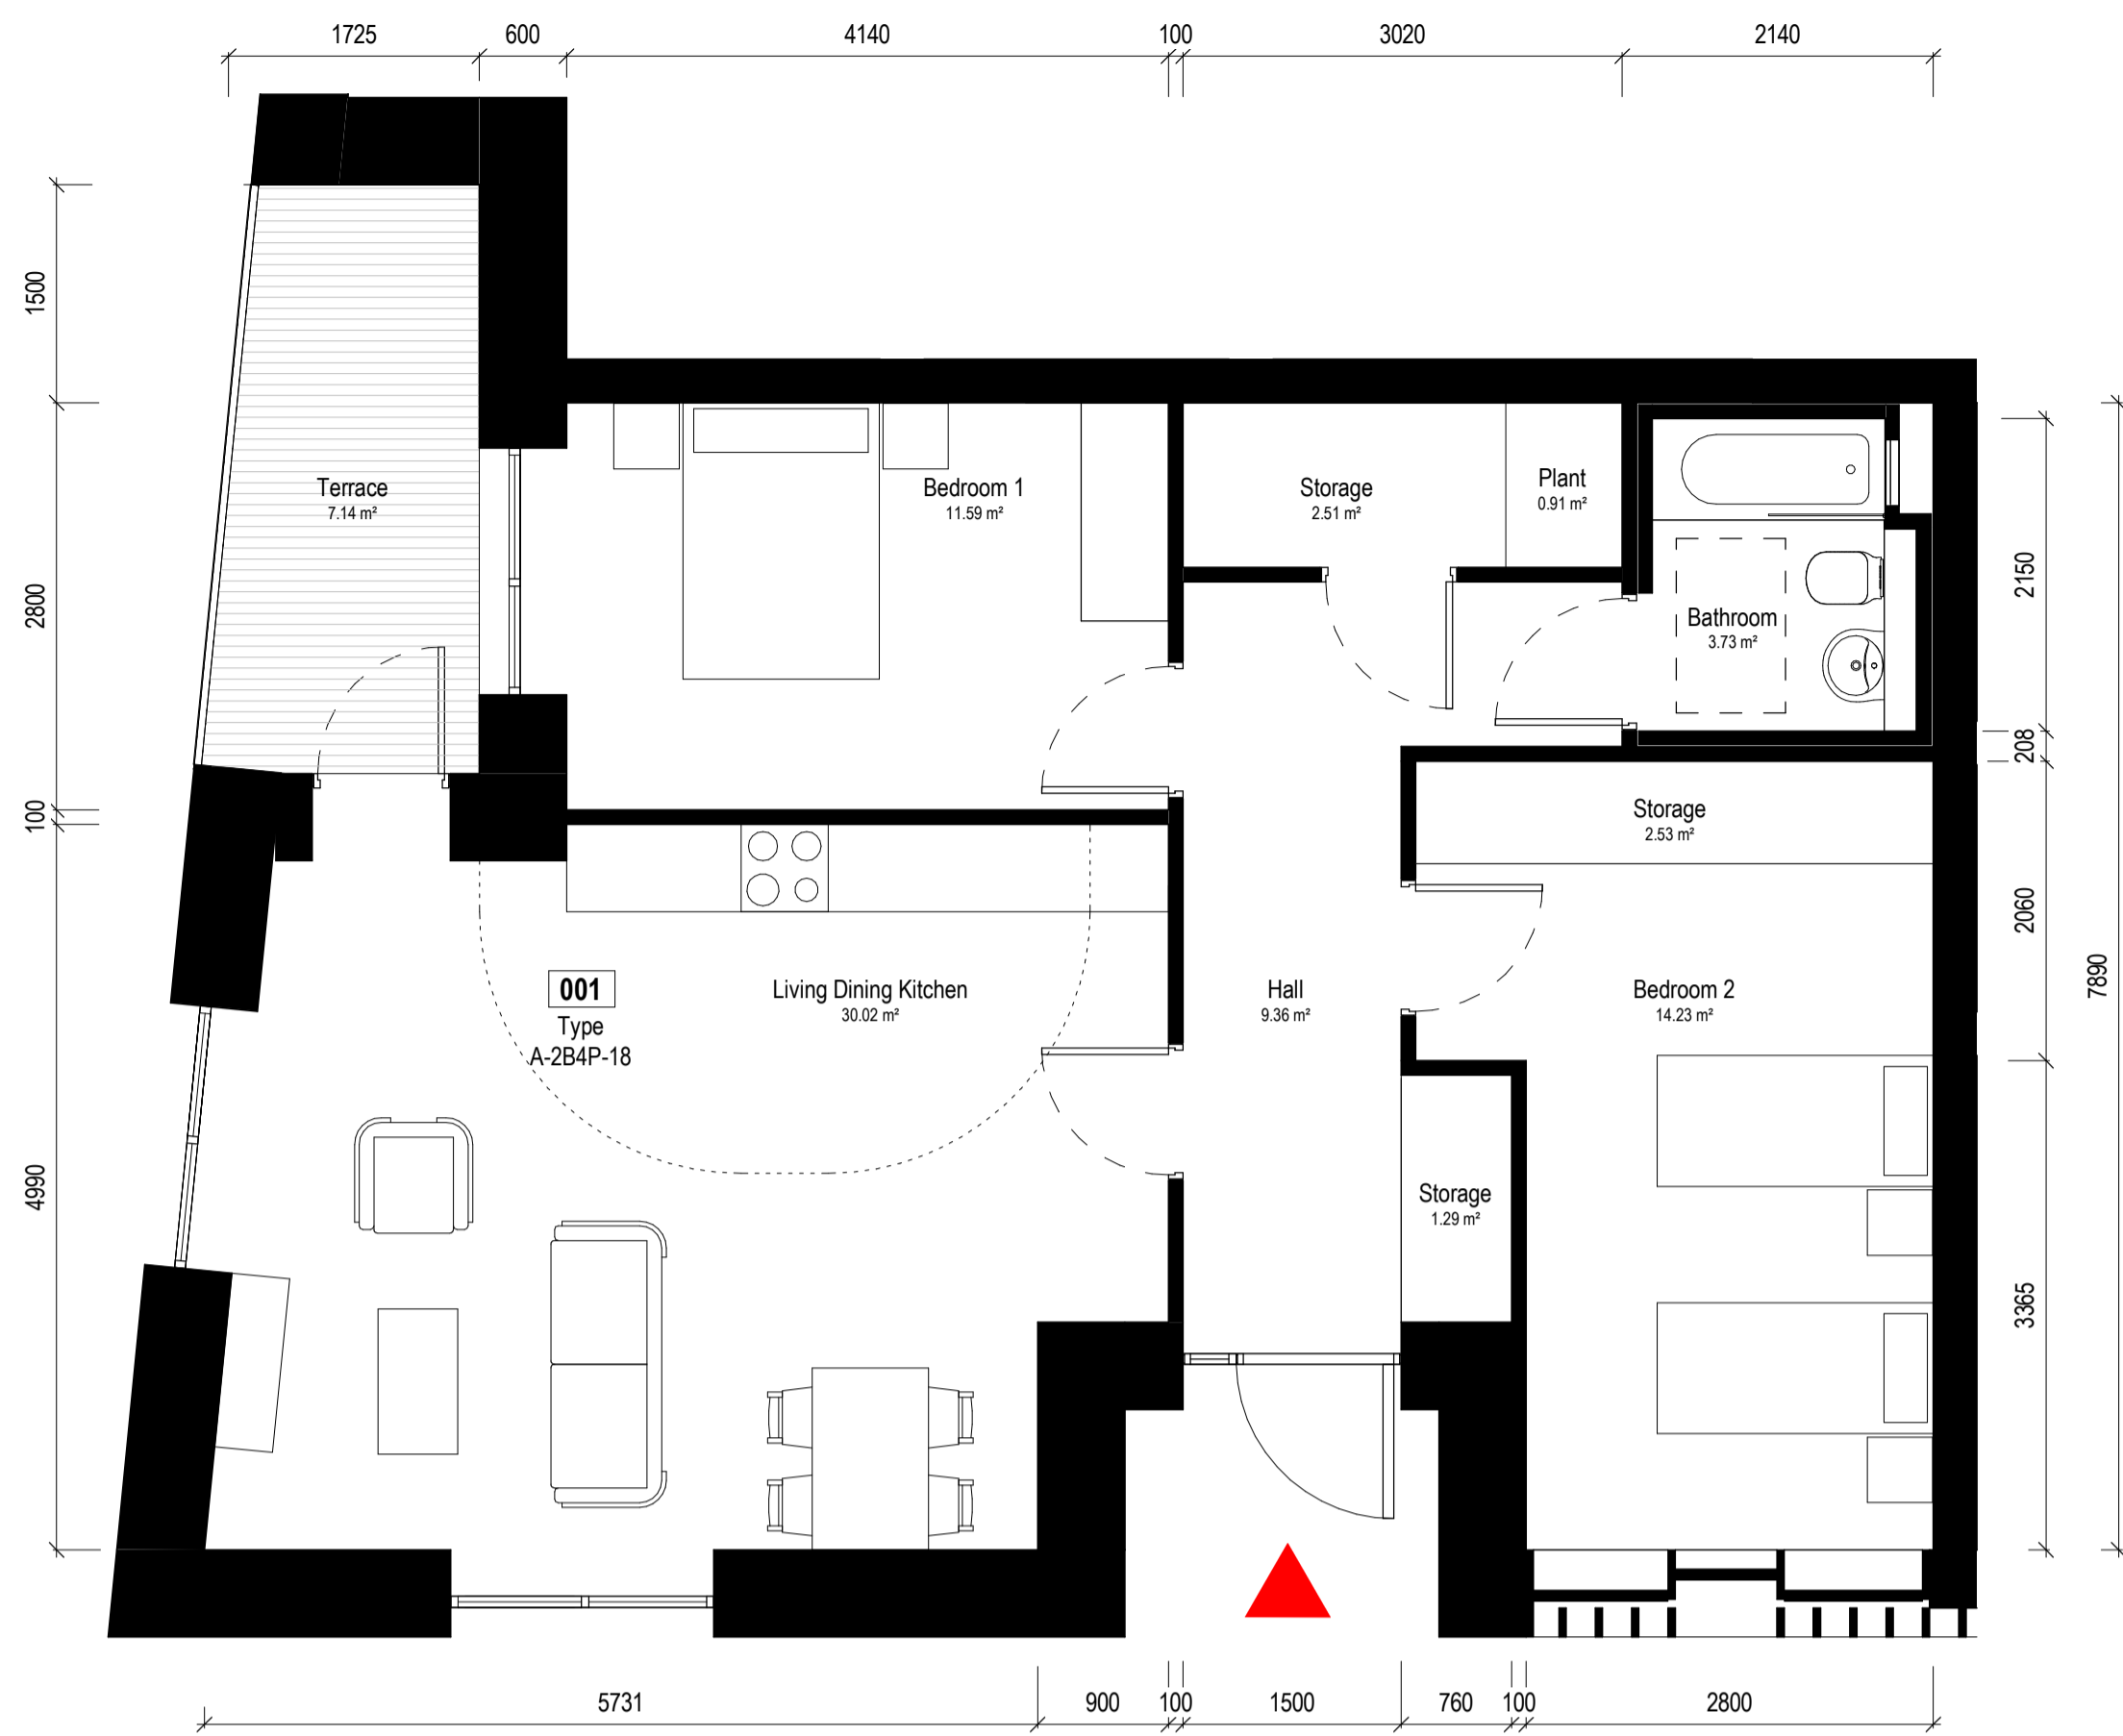 1725 600 4140 100 3020 2140
1500
2800
100
4990
Terrace
7.14 m²
Bedroom 1
11.59 m²
Storage
2.51 m²
Plant
0.91 m²
Bathroom
3.73 m²
Storage
2.53 m²
001
Type
A-2B4P-18
Living Dining Kitchen
30.02 m²
Hall
9.36 m²
Bedroom 2
14.23 m²
Storage
1.29 m²
2150
208
2060
3365
7890
5731 900 100 1500 760 100 2800